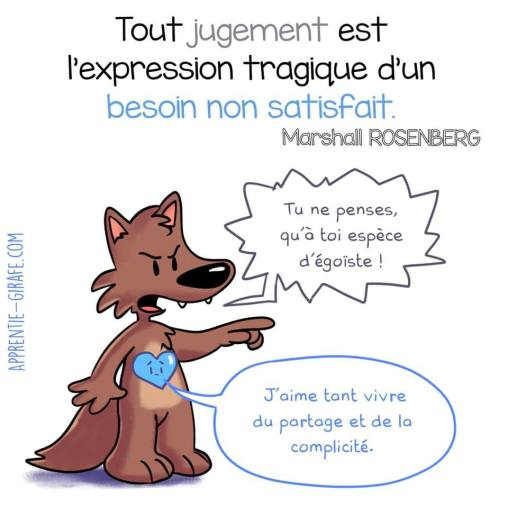 Tout jugement est
l'expression tragique d'un
besoin non satisfait.
Marshall ROSENBERG
Tu ne penses,
qu'à toi espèce
d'égoïste !
J'aime tant vivre
du partage et de la
complicité.
APPRENTIE-GIRAFE.COM